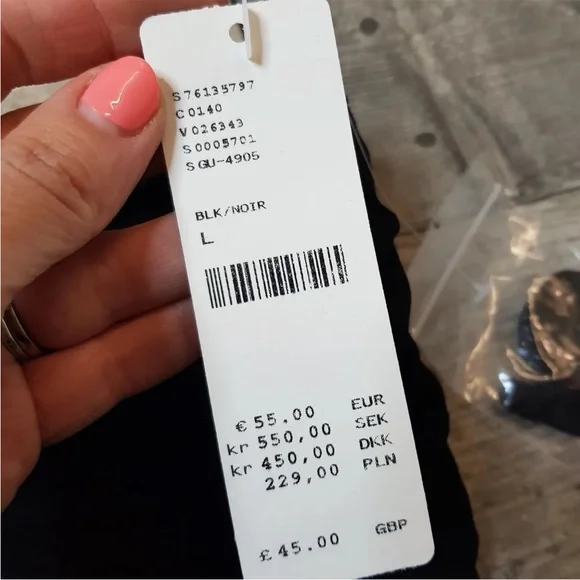 S76135797
C0140
V026343
S0005701
SGU-4905
BLK/NOIR
L
€ 55.00 EUR
kr 550,00 SEK
kr 450,00 DKK
229,00 PLN
£ 45.00 GBP